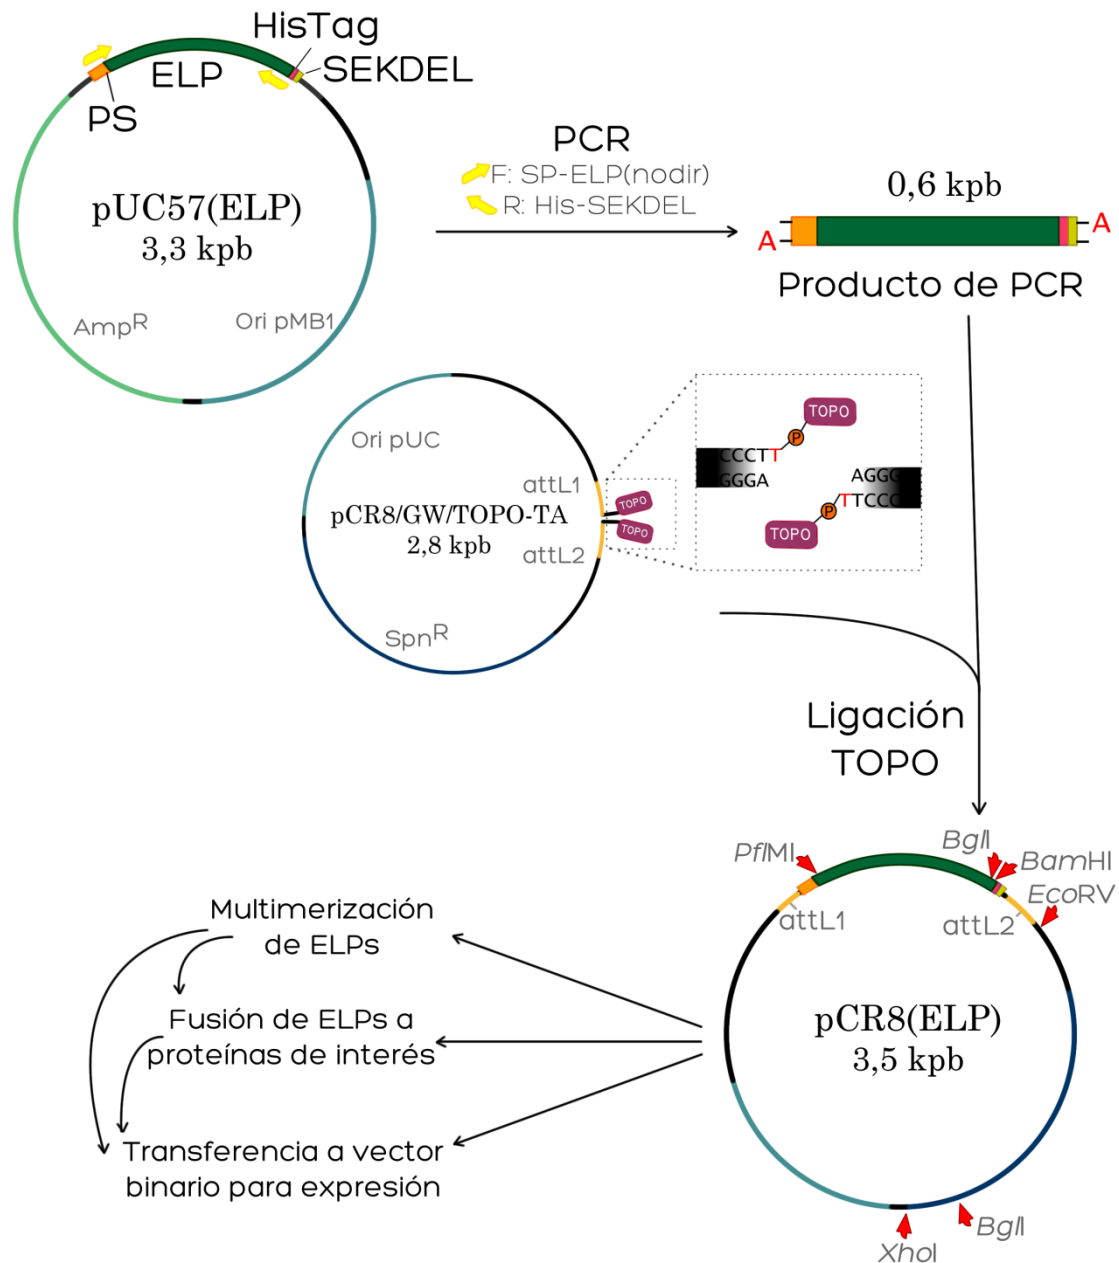 HisTag
SEKDEL
ELP
PS
pUC57(ELP)
3,3 kpb
AmpR
Ori pMB1
PCR
F: SP-ELP(nodir)
R: His-SEKDEL
0,6 kpb
A
A
Producto de PCR
Ori pUC
attL1
pCR8/GW/TOPO-TA
2,8 kpb
attL2
SpnR
TOPO
TOPO
TOPO
P
CCCTT
GGGA
AGGG
TTCCC
P
TOPO
Ligación
TOPO
PflMI
BglI
BamHI
EcoRV
attL1
attL2
pCR8(ELP)
3,5 kpb
XhoI
BglI
Multimerización
de ELPs
Fusión de ELPs a
proteínas de interés
Transferencia a vector
binario para expresión